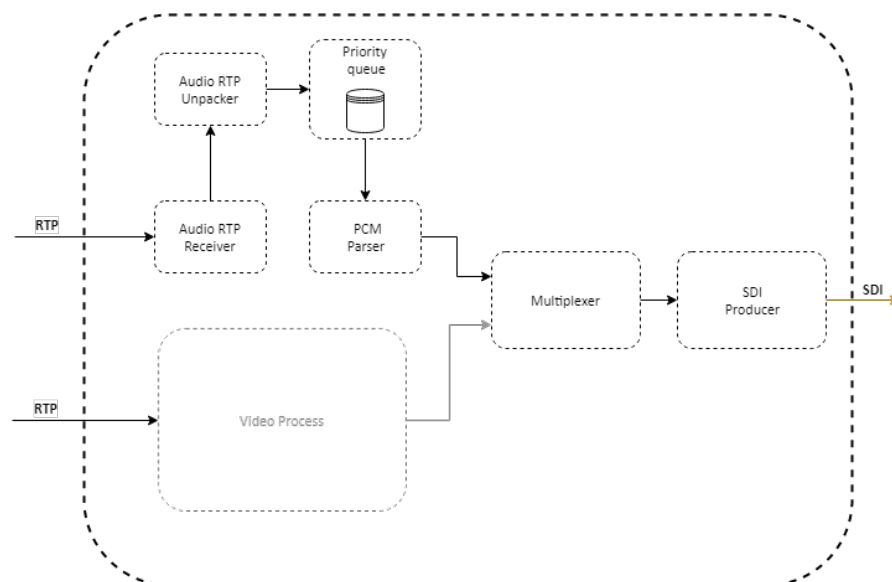 Priority
queue
Audio RTP
Unpacker
RTP
Audio RTP
Receiver
PCM
Parser
Multiplexer
SDI
Producer
SDI
RTP
Video Process